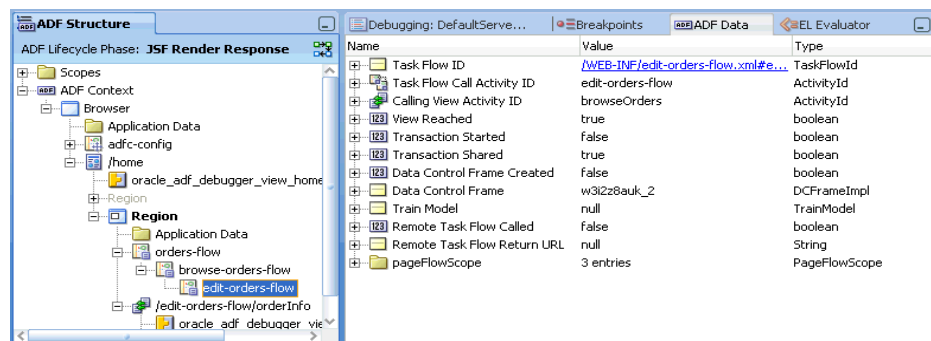 ADF Structure
ADF Lifecycle Phase: JSF Render Response
Scopes
ADF Context
Browser
Application Data
adfc-config
/home
oracle_adf_debugger_view_home
Region
Region
Application Data
orders-flow
browse-orders-flow
edit-orders-flow
/edit-orders-flow/orderInfo
oracle_adf_debugger_vie
Debugging: DefaultServe... Breakpoints ADF Data EL Evaluator
Name Value Type
Task Flow ID /WEB-INF/edit-orders-flow.xml#e... TaskFlowId
Task Flow Call Activity ID edit-orders-flow ActivityId
Calling View Activity ID browseOrders ActivityId
View Reached true boolean
Transaction Started false boolean
Transaction Shared true boolean
Data Control Frame Created false boolean
Data Control Frame w3i2z8auk_2 DCFrameImpl
Train Model null TrainModel
Remote Task Flow Called false boolean
Remote Task Flow Return URL null String
pageFlowScope 3 entries PageFlowScope